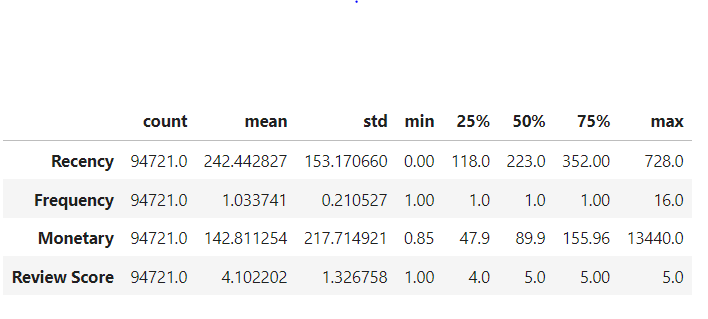 count mean std min 25% 50% 75% max
Recency 94721.0 242.442827 153.170660 0.00 118.0 223.0 352.00 728.0
Frequency 94721.0 1.033741 0.210527 1.00 1.0 1.0 1.00 16.0
Monetary 94721.0 142.811254 217.714921 0.85 47.9 89.9 155.96 13440.0
Review Score 94721.0 4.102202 1.326758 1.00 4.0 5.0 5.00 5.0